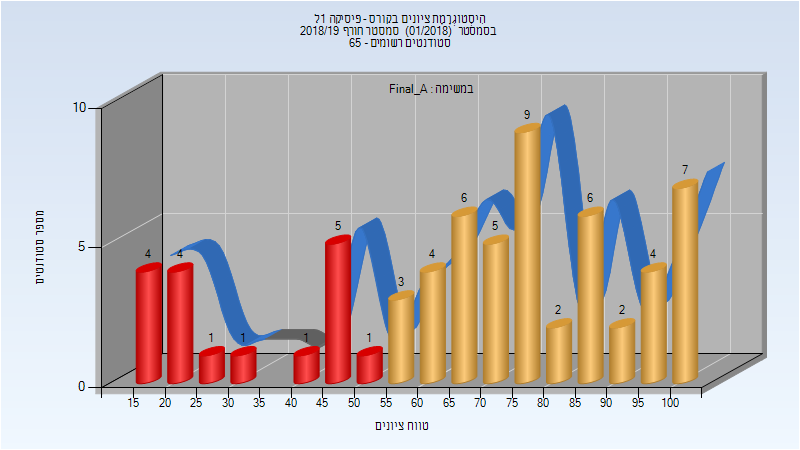 היסטוגרמת ציונים בקורס - פיסיקה 1ל
בסמסטר (01/2018) סמסטר חורף 2018/19
סטודנטים רשומים - 65
במשימה : Final_A
מספר סטודנטים
10
5
0
4
4
1
1
1
5
1
3
4
6
5
9
2
6
2
4
7
15 20 25 30 35 40 45 50 55 60 65 70 75 80 85 90 95 100
טווח ציונים